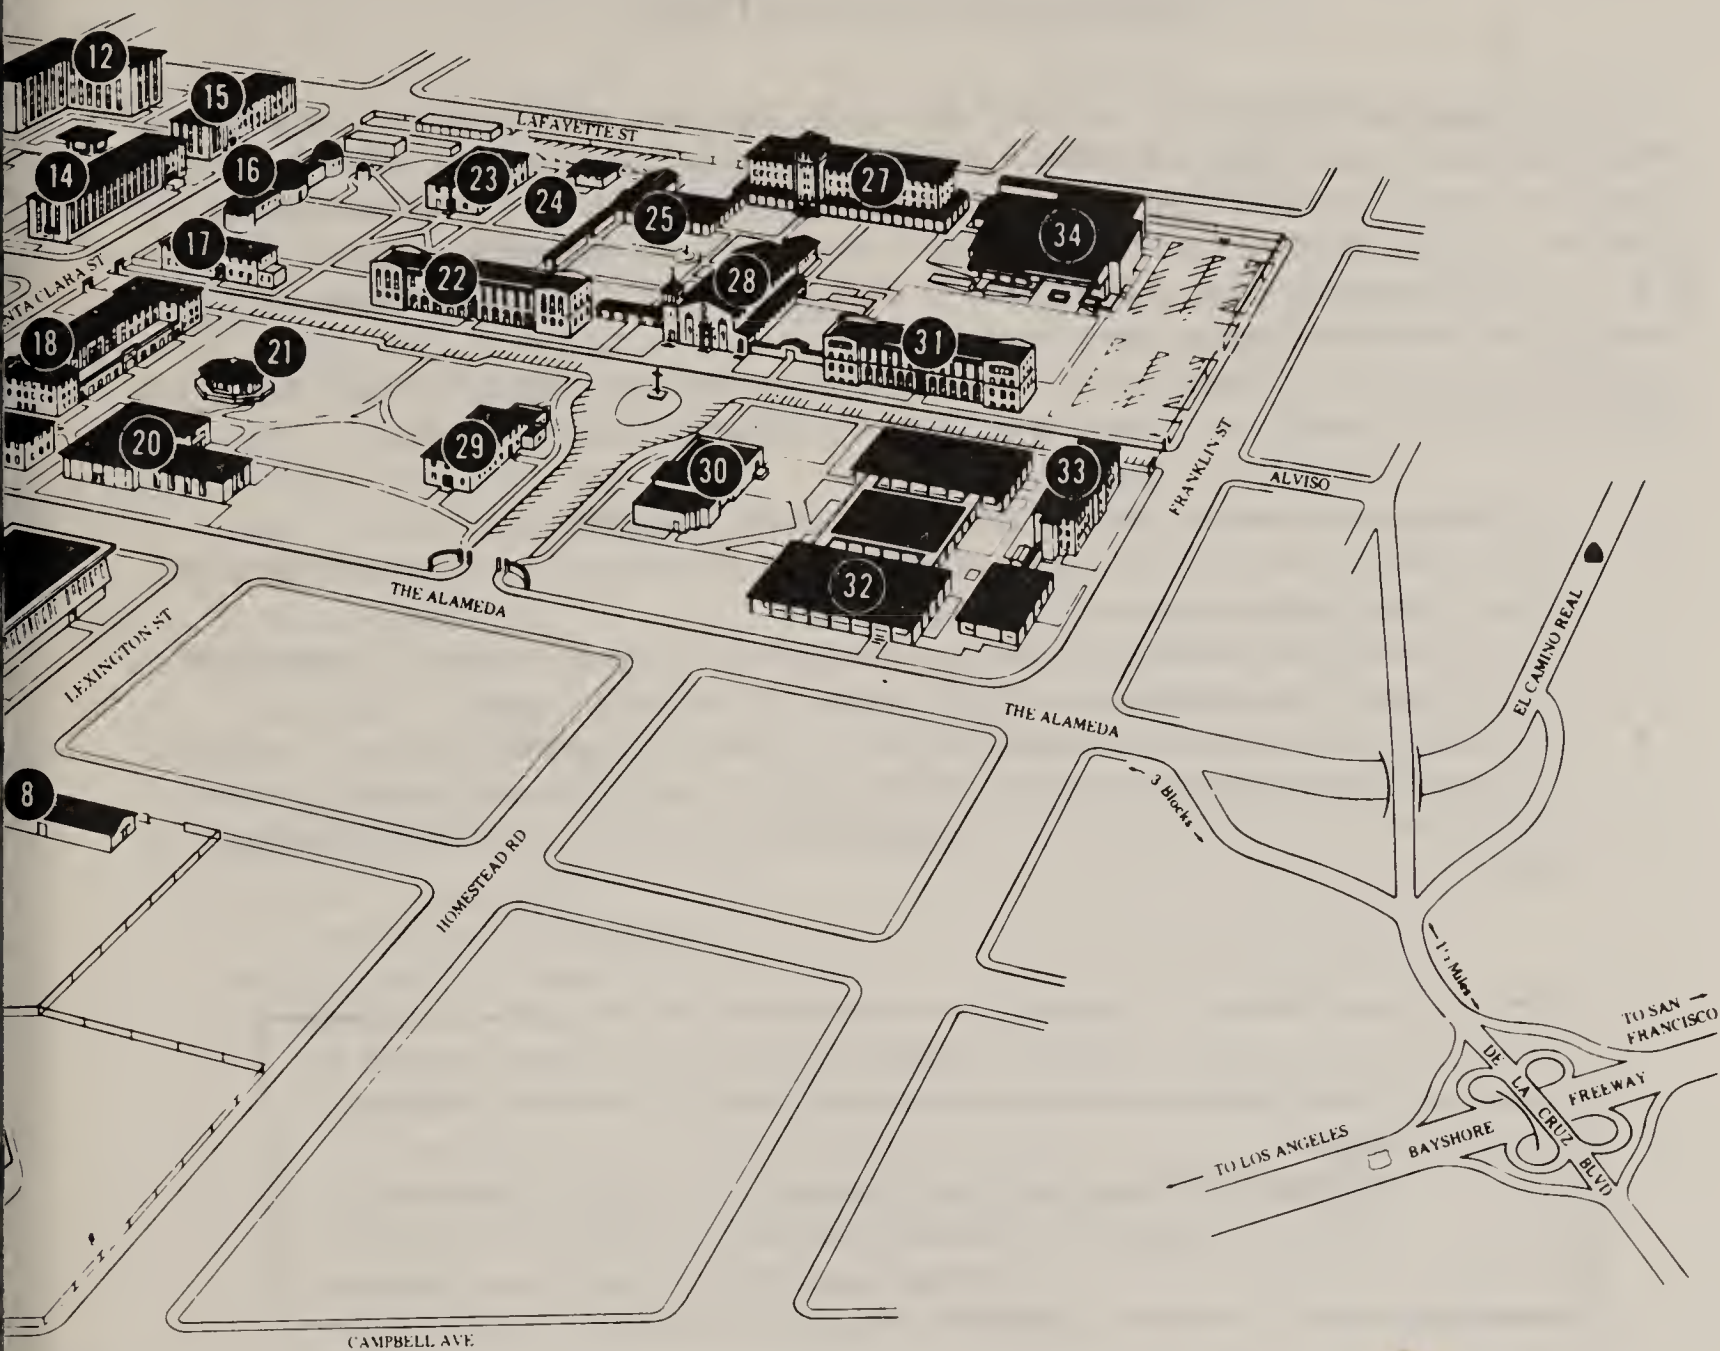 12
15
LAFAYETTE ST
14
16
23
24
27
25
34
17
22
28
CLARA ST
18
21
31
20
29
30
33
FRANKLIN ST
ALVISO
32
THE ALAMEDA
LEXINGTON ST
EL CAMINO REAL
THE ALAMEDA
8
3 Blocks
HOMESTEAD RD
Miles
TO SAN
FRANCISCO
DE LA CRUZ BLVD
FREEWAY
BAYSHORE
TO LOS ANGELES
CAMPBELL AVE